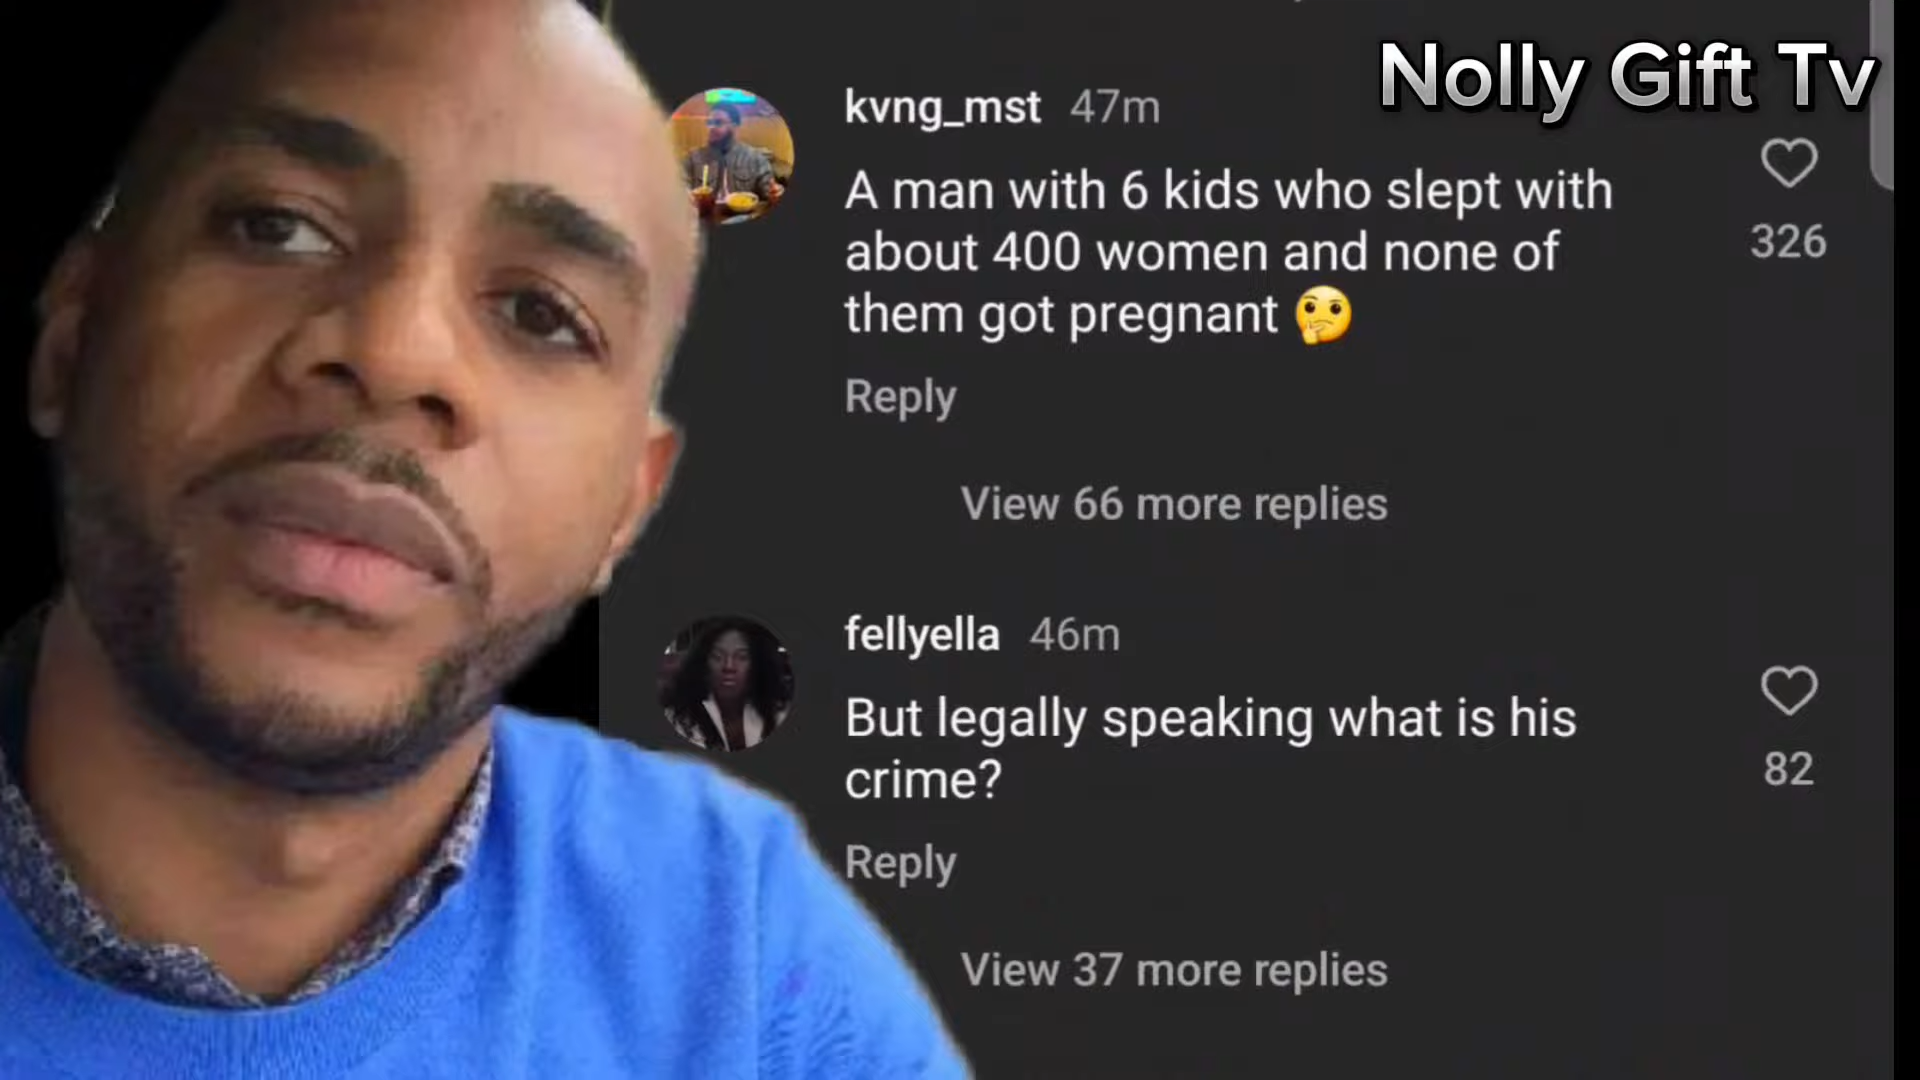 Nolly Gift Tv
kvng_mst 47m
A man with 6 kids who slept with
about 400 women and none of
them got pregnant 🤔
326
Reply
View 66 more replies
fellyella 46m
But legally speaking what is his
crime?
82
Reply
View 37 more replies